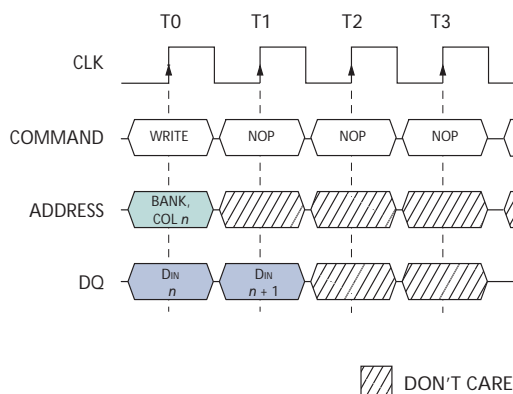 T0 T1 T2 T3
CLK
COMMAND WRITE NOP NOP NOP
ADDRESS BANK,
COL n
DQ DIN
n
DIN
n + 1
DON'T CARE